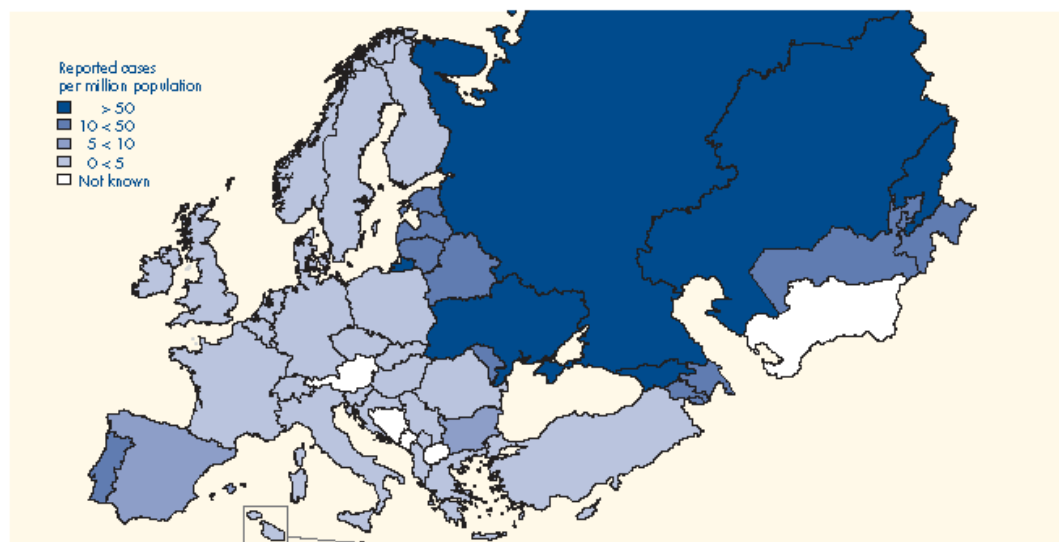 Reported cases
per million population
> 50
10 < 50
5 < 10
0 < 5
Not known